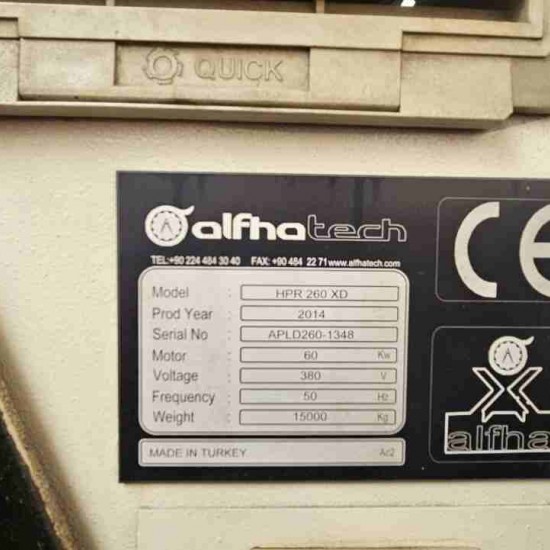 QUICK
alfhatech
TEL:+90 224 484 30 40 FAX: +90 484 22 71 www.alfhatech.com
Model : HPR 260 XD
Prod Year : 2014
Serial No : APLD260-1348
Motor : 60 Kw
Voltage : 380 V
Frequency : 50 Hz
Weight : 15000 Kg
MADE IN TURKEY Ac2
CE
alfha